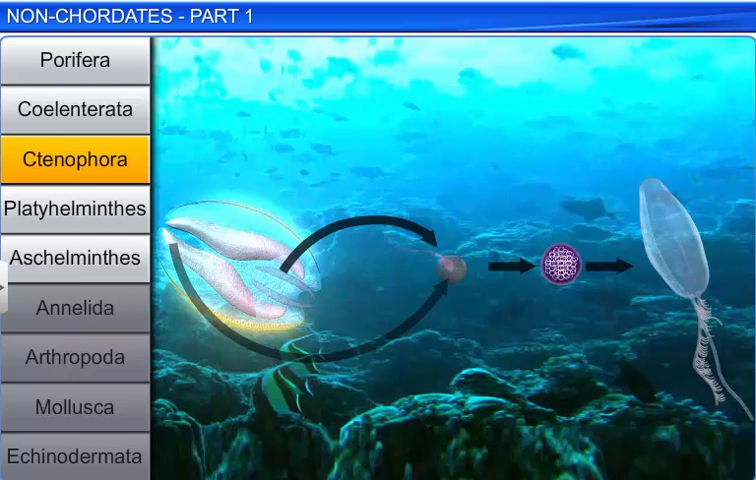 NON-CHORDATES - PART 1
Porifera
Coelenterata
Ctenophora
Platyhelminthes
Aschelminthes
Annelida
Arthropoda
Mollusca
Echinodermata